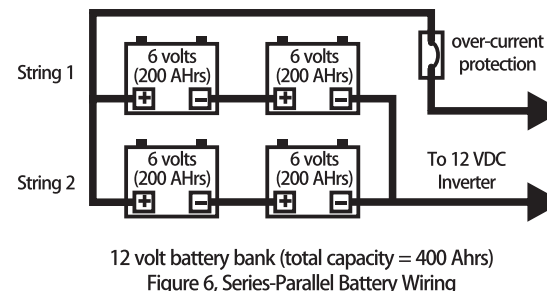 String 1
6 volts
(200 AHrs)
+ −
6 volts
(200 AHrs)
+ −
over-current
protection
String 2
6 volts
(200 AHrs)
+ −
6 volts
(200 AHrs)
+ −
To 12 VDC
Inverter
12 volt battery bank (total capacity = 400 Ahrs)
Figure 6, Series-Parallel Battery Wiring